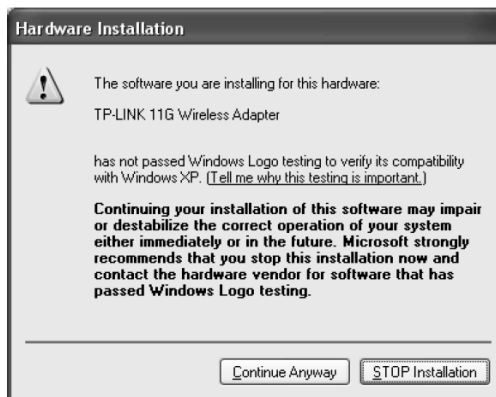 Hardware Installation
The software you are installing for this hardware:
TP-LINK 11G Wireless Adapter
has not passed Windows Logo testing to verify its compatibility
with Windows XP. (Tell me why this testing is important.)
Continuing your installation of this software may impair
or destabilize the correct operation of your system
either immediately or in the future. Microsoft strongly
recommends that you stop this installation now and
contact the hardware vendor for software that has
passed Windows Logo testing.
Continue Anyway
STOP Installation